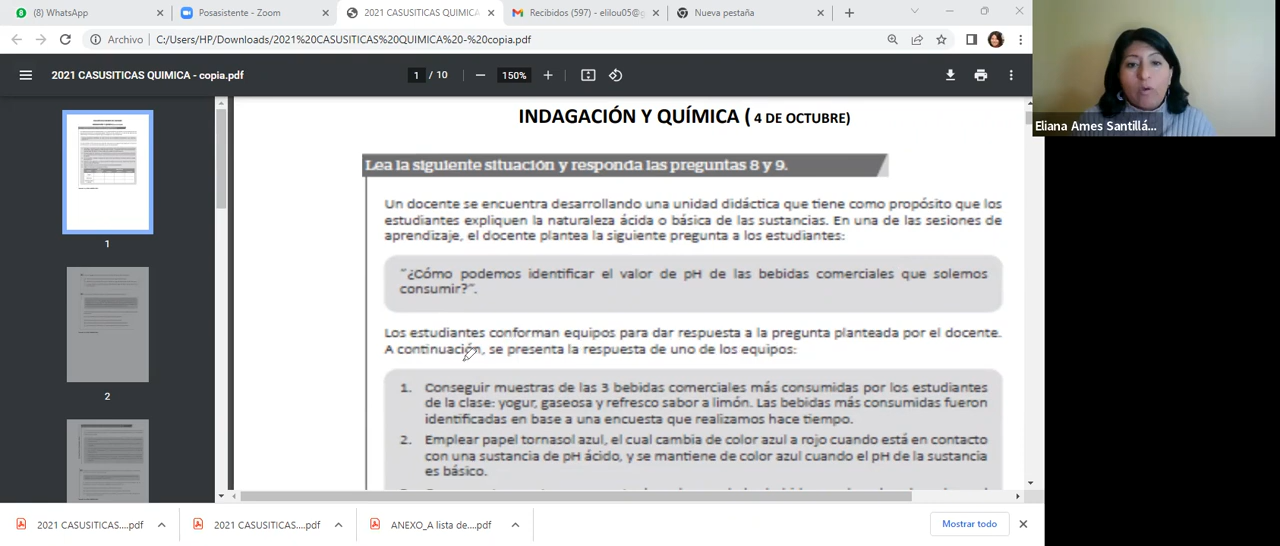 (8) WhatsApp
Posasistente - Zoom
2021 CASUSITICAS QUIMICA
Recibidos (597) - elilou05@g
Nueva pestaña
Archivo
C:/Users/HP/Downloads/2021%20CASUSITICAS%20QUIMICA%20-%20copia.pdf
2021 CASUSITICAS QUIMICA - copia.pdf
1 / 10
150%
1
2
INDAGACIÓN Y QUÍMICA ( 4 DE OCTUBRE)
Lea la siguiente situación y responda las preguntas 8 y 9.
Un docente se encuentra desarrollando una unidad didáctica que tiene como propósito que los
estudiantes expliquen la naturaleza ácida o básica de las sustancias. En una de las sesiones de
aprendizaje, el docente plantea la siguiente pregunta a los estudiantes:
"¿Cómo podemos identificar el valor de pH de las bebidas comerciales que solemos
consumir?".
Los estudiantes conforman equipos para dar respuesta a la pregunta planteada por el docente.
A continuación, se presenta la respuesta de uno de los equipos:
1. Conseguir muestras de las 3 bebidas comerciales más consumidas por los estudiantes
de la clase: yogur, gaseosa y refresco sabor a limón. Las bebidas más consumidas fueron
identificadas en base a una encuesta que realizamos hace tiempo.
2. Emplear papel tornasol azul, el cual cambia de color azul a rojo cuando está en contacto
con una sustancia de pH ácido, y se mantiene de color azul cuando el pH de la sustancia
es básico.
Eliana Ames Santillá...
2021 CASUSITICAS....pdf
2021 CASUSITICAS....pdf
ANEXO_A lista de....pdf
Mostrar todo